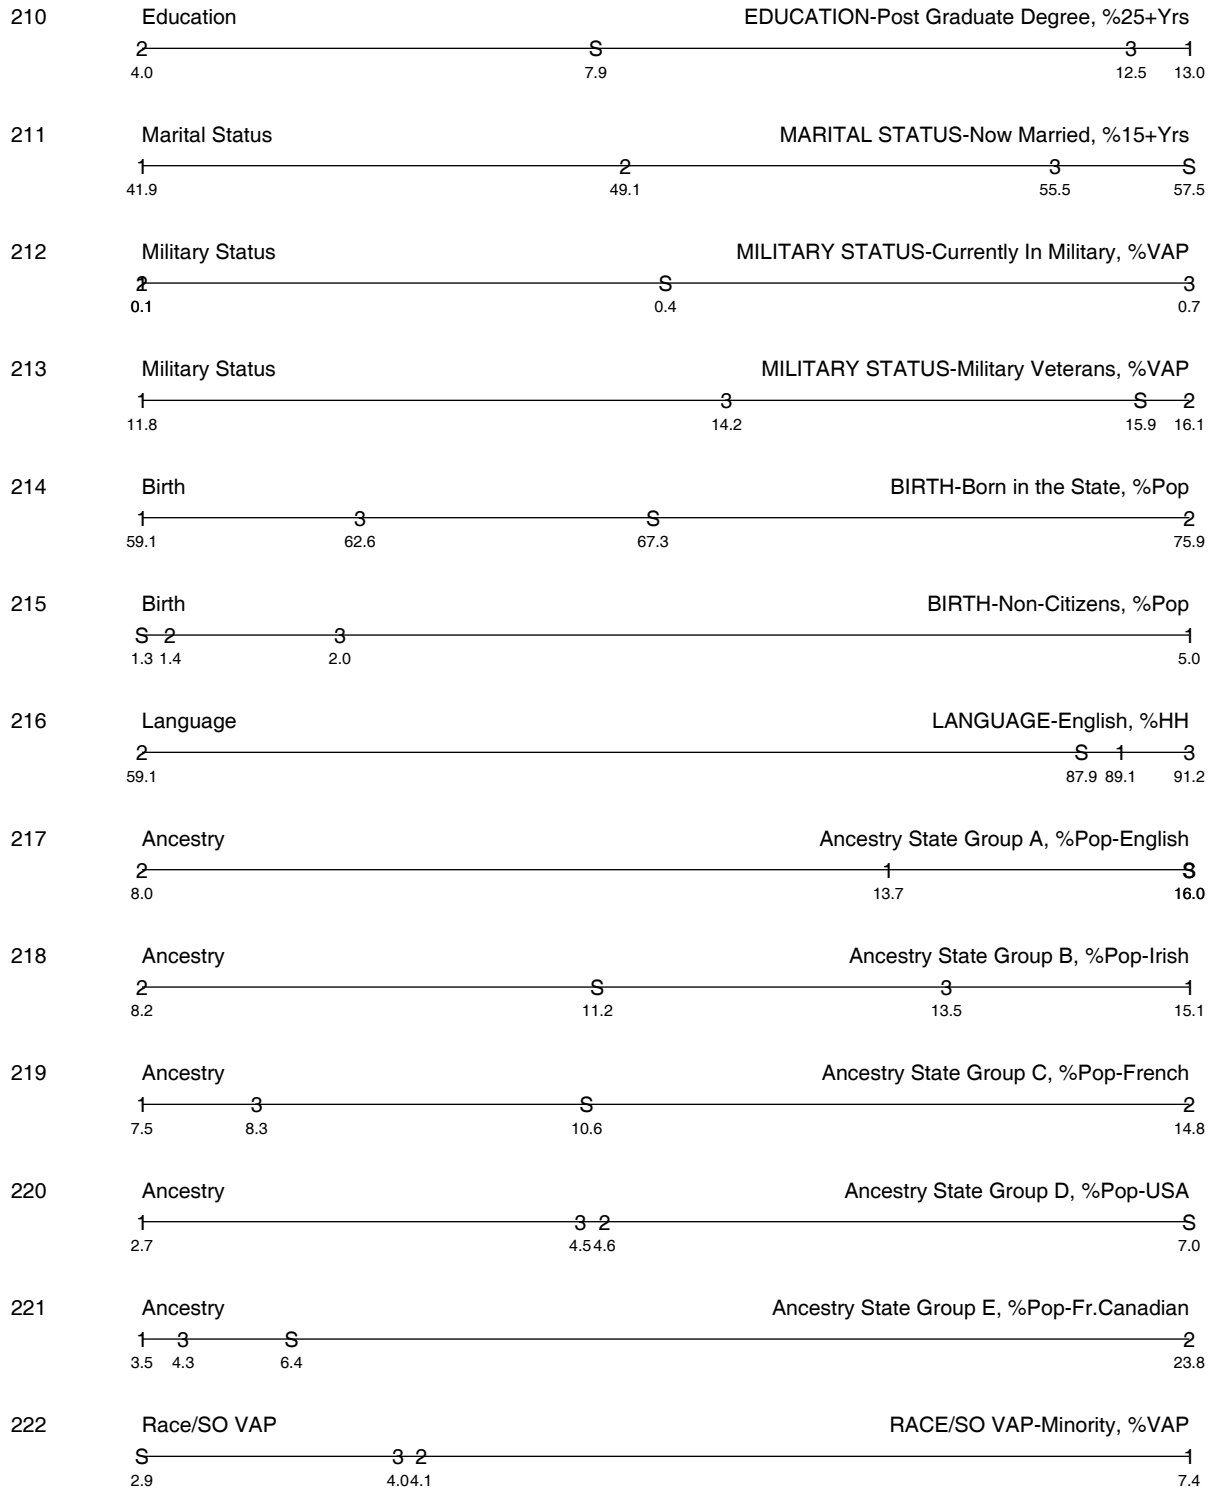 210 Education EDUCATION-Post Graduate Degree, %25+Yrs
2 S 3 1
4.0 7.9 12.5 13.0
211 Marital Status MARITAL STATUS-Now Married, %15+Yrs
1 2 3 S
41.9 49.1 55.5 57.5
212 Military Status MILITARY STATUS-Currently In Military, %VAP
2 S 3
0.1 0.4 0.7
213 Military Status MILITARY STATUS-Military Veterans, %VAP
1 3 S 2
11.8 14.2 15.9 16.1
214 Birth BIRTH-Born in the State, %Pop
1 3 S 2
59.1 62.6 67.3 75.9
215 Birth BIRTH-Non-Citizens, %Pop
S 2 3 1
1.3 1.4 2.0 5.0
216 Language LANGUAGE-English, %HH
2 S 1 3
59.1 87.9 89.1 91.2
217 Ancestry Ancestry State Group A, %Pop-English
2 1 S
8.0 13.7 16.0
218 Ancestry Ancestry State Group B, %Pop-Irish
2 S 3 1
8.2 11.2 13.5 15.1
219 Ancestry Ancestry State Group C, %Pop-French
1 3 S 2
7.5 8.3 10.6 14.8
220 Ancestry Ancestry State Group D, %Pop-USA
1 3 2 S
2.7 4.5 4.6 7.0
221 Ancestry Ancestry State Group E, %Pop-Fr.Canadian
1 3 S 2
3.5 4.3 6.4 23.8
222 Race/SO VAP RACE/SO VAP-Minority, %VAP
S 3 2 1
2.9 4.0 4.1 7.4